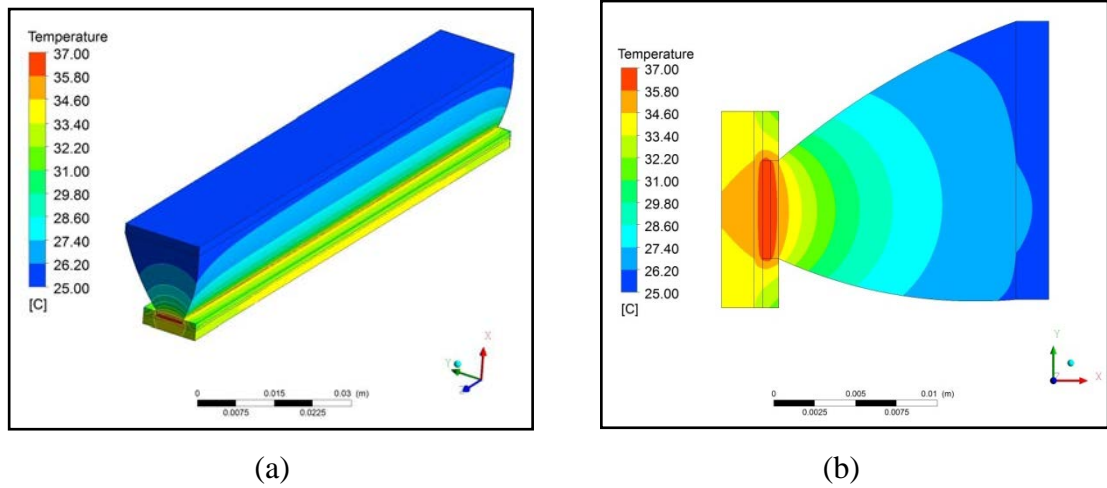 Temperature
37.00
35.80
34.60
33.40
32.20
31.00
29.80
28.60
27.40
26.20
25.00
[C]
X
Y
Z
0 0.015 0.03 (m)
0.0075 0.0225
(a)
Temperature
37.00
35.80
34.60
33.40
32.20
31.00
29.80
28.60
27.40
26.20
25.00
[C]
Y
Z X
0 0.005 0.01 (m)
0.0025 0.0075
(b)